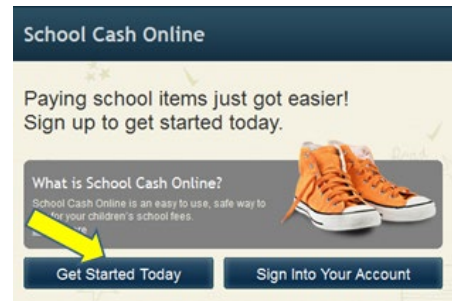 School Cash Online
Paying school items just got easier!
Sign up to get started today.
What is School Cash Online?
School Cash Online is an easy to use, safe way to
for your children's school fees.
Get Started Today
Sign Into Your Account